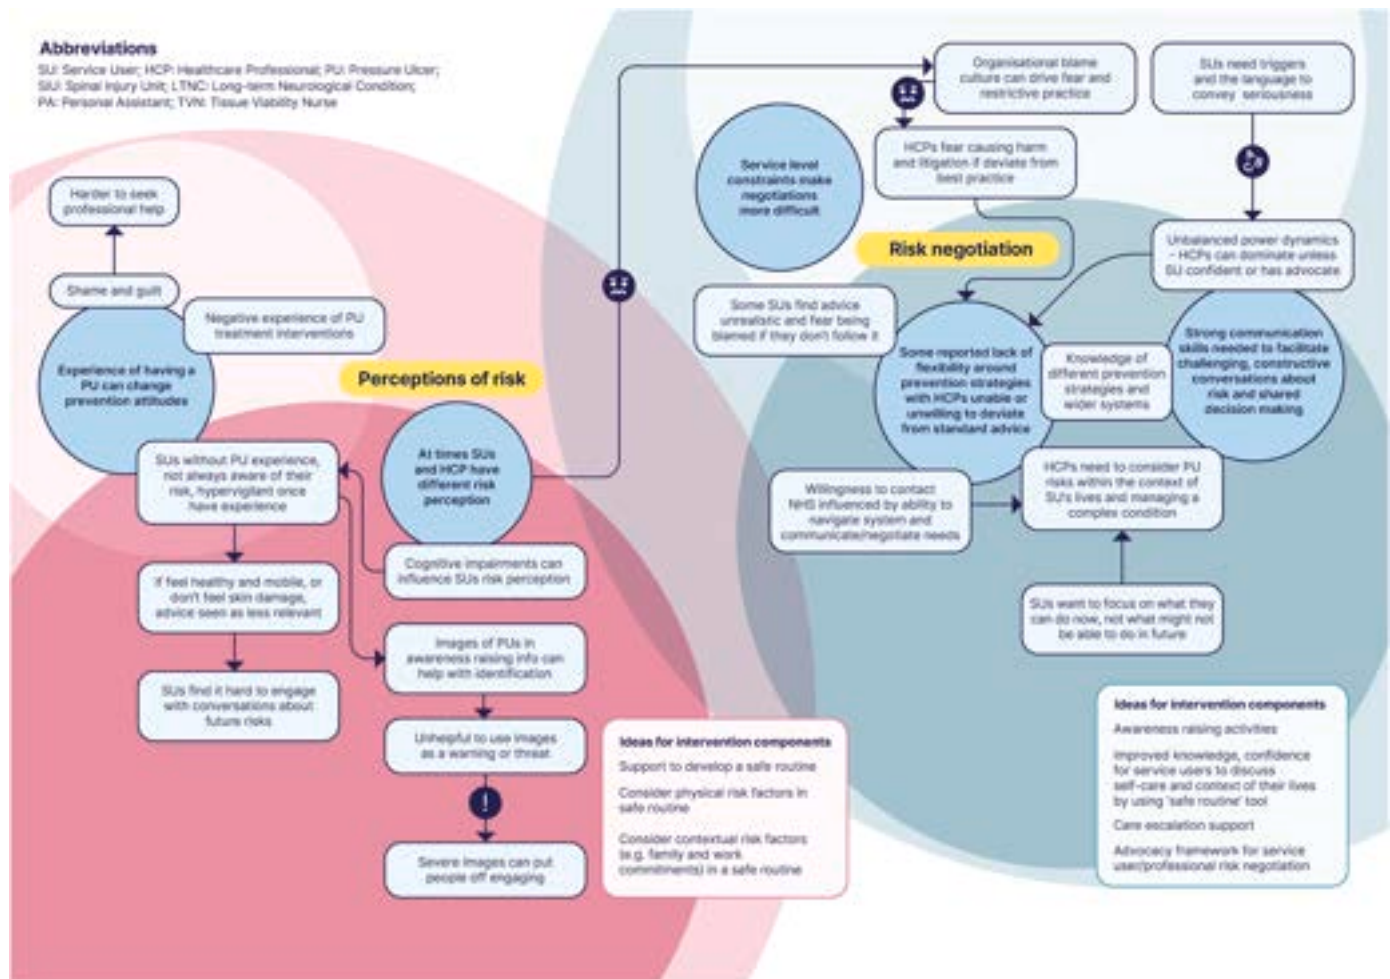 Abbreviations
SU: Service User; HCP: Healthcare Professional; PU: Pressure Ulcer;
SIU: Spinal Injury Unit; LTNC: Long-term Neurological Condition;
PA: Personal Assistant; TVN: Tissue Viability Nurse
Harder to seek
professional help
Shame and guilt
Negative experience of PU
treatment interventions
Experience of having a
PU can change
prevention attitudes
Perceptions of risk
SUs without PU experience,
not always aware of their
risk, hypervigilant once
have experience
At times SUs
and HCP have
different risk
perception
Cognitive impairments can
influence SUs risk perception
If feel healthy and mobile, or
don't feel skin damage,
advice seen as less relevant
Images of PUs in
awareness raising info can
help with identification
SUs find it hard to engage
with conversations about
future risks
Unhelpful to use images
as a warning or threat
!
Severe images can put
people off engaging
Ideas for intervention components
Support to develop a safe routine
Consider physical risk factors in
safe routine
Consider contextual risk factors
(e.g. family and work
commitments) in a safe routine
Organisational blame
culture can drive fear and
restrictive practice
SUs need triggers
and the language to
convey seriousness
Service level
constraints make
negotiations
more difficult
HCPs fear causing harm
and litigation if deviate from
best practice
Risk negotiation
Unbalanced power dynamics
- HCPs can dominate unless
SU confident or has advocate
Some SUs find advice
unrealistic and fear being
blamed if they don't follow it
Some reported lack of
flexibility around
prevention strategies
with HCPs unable or
unwilling to deviate
from standard advice
Knowledge of
different prevention
strategies and
wider systems
Strong communication
skills needed to facilitate
challenging, constructive
conversations about
risk and shared
decision making
Willingness to contact
NHS influenced by ability to
navigate system and
communicate/negotiate needs
HCPs need to consider PU
risks within the context of
SU's lives and managing a
complex condition
SUs want to focus on what they
can do now, not what might not
be able to do in future
Ideas for intervention components
Awareness raising activities
Improved knowledge, confidence
for service users to discuss
self-care and context of their lives
by using 'safe routine' tool
Care escalation support
Advocacy framework for service
user/professional risk negotiation